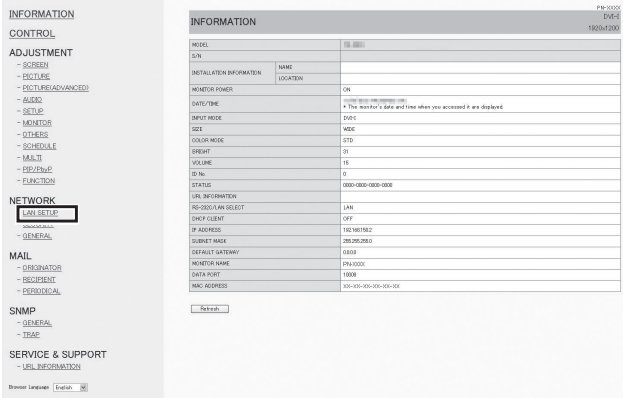 INFORMATION
CONTROL
ADJUSTMENT
- SCREEN
- PICTURE
- PICTURE(ADVANCED)
- AUDIO
- SETUP
- MONITOR
- OTHERS
- SCHEDULE
- MULTI
- PIP/PbyP
- FUNCTION
NETWORK
LAN SETUP
- GENERAL
MAIL
- ORIGINATOR
- RECIPIENT
- PERIODICAL
SNMP
- GENERAL
- TRAP
SERVICE & SUPPORT
- URL INFORMATION
Browser Language English
PN-XXXX
INFORMATION DVI-I
1920x1200
MODEL
S/N
INSTALLATION INFORMATION NAME
LOCATION
MONITOR POWER ON
DATE/TIME
* The monitor's date and time when you accessed it are displayed
INPUT MODE DVI-I
SIZE WIDE
COLOR MODE STD
BRIGHT 31
VOLUME 15
ID No. 0
STATUS 0000-0000-0000-0000
URL INFORMATION
RS-232C/LAN SELECT LAN
DHCP CLIENT OFF
IP ADDRESS 192.168.150.2
SUBNET MASK 255.255.255.0
DEFAULT GATEWAY 0.0.0.0
MONITOR NAME PN-XXXX
DATA PORT 10008
MAC ADDRESS XX-XX-XX-XX-XX-XX
Refresh